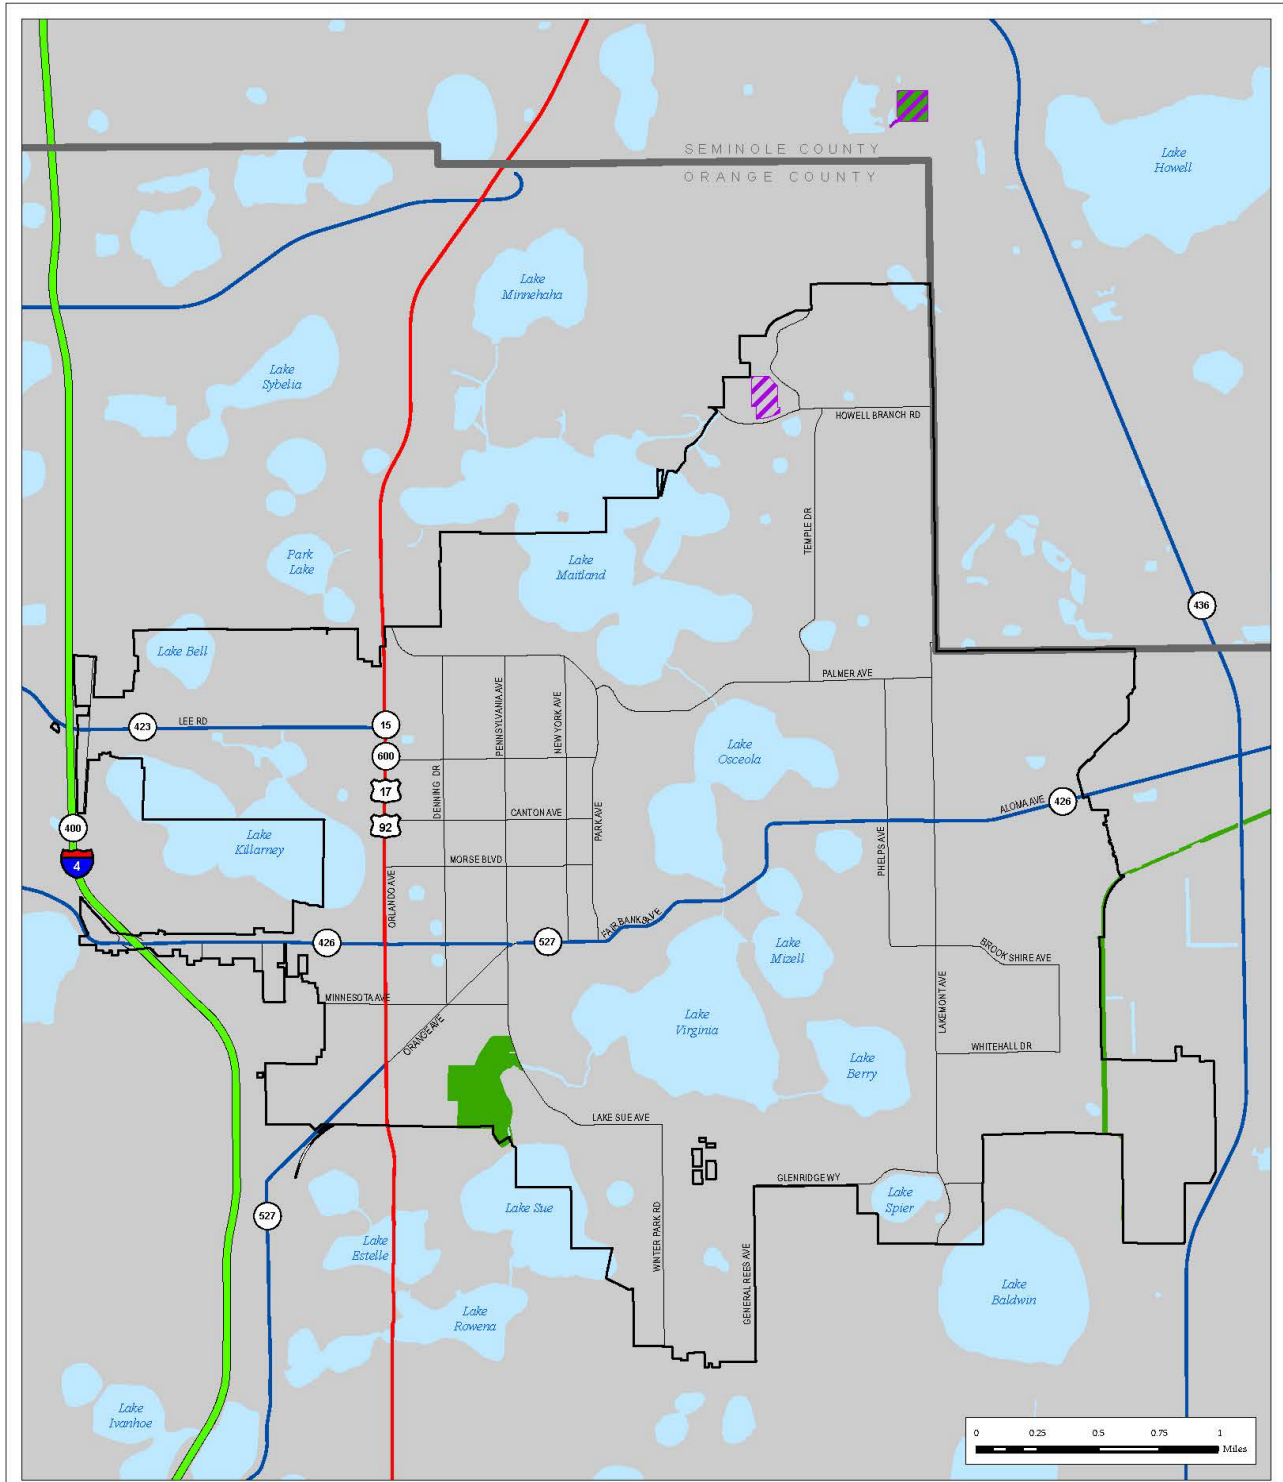 SEMINOLE COUNTY
ORANGE COUNTY
Lake
Howell
Lake
Minnehaha
Lake
Sybelia
HOWELL BRANCH RD
TEMPLE DR
Park
Lake
Lake
Maitland
436
Lake Bell
PALMER AVE
PENNSYLVANIA AVE
NEW YORK AVE
423
LEE RD
15
600
17
92
DENNING DR
Lake
Osceola
CANTON AVE
PARK AVE
ALOMA AVE
426
400
4
Lake
Killarney
PHELPS AVE
MORSE BLVD
ORLANDO AVE
FAIRBANKS AVE
426
527
Lake
Mizell
BROOKSHIRE AVE
LAKEMONT AVE
MINNESOTA AVE
ORANGE AVE
Lake
Virginia
WHITEHALL DR
Lake
Berry
LAKE SUE AVE
GLENRIDGE WY
Lake
Spier
527
Lake Sue
Lake
Estelle
WINTER PARK RD
GENERAL REES AVE
Lake
Baldwin
Lake
Rowena
Lake
Ivanhoe
0 0.25 0.5 0.75 1
Miles